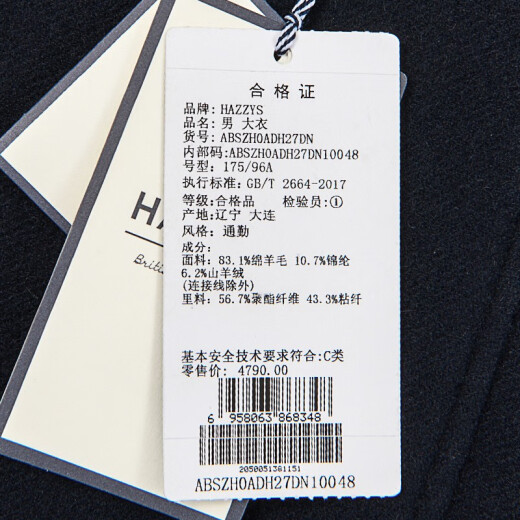 合格证
品牌: HAZZYS
品名: 男 大衣
货号: ABSZH0ADH27DN
内部码: ABSZH0ADH27DN10048
号型: 175/96A
执行标准: GB/T 2664-2017
等级: 合格品 检验员: ①
产地: 辽宁 大连
风格: 通勤
成分:
面料: 83.1%绵羊毛 10.7%锦纶
6.2%山羊绒
(连接线除外)
里料: 56.7%聚酯纤维 43.3%粘纤
基本安全技术要求符合:C类
零售价: 4790.00
6 958063 868348
2050051381151
ABSZH0ADH27DN10048
HA
Briti